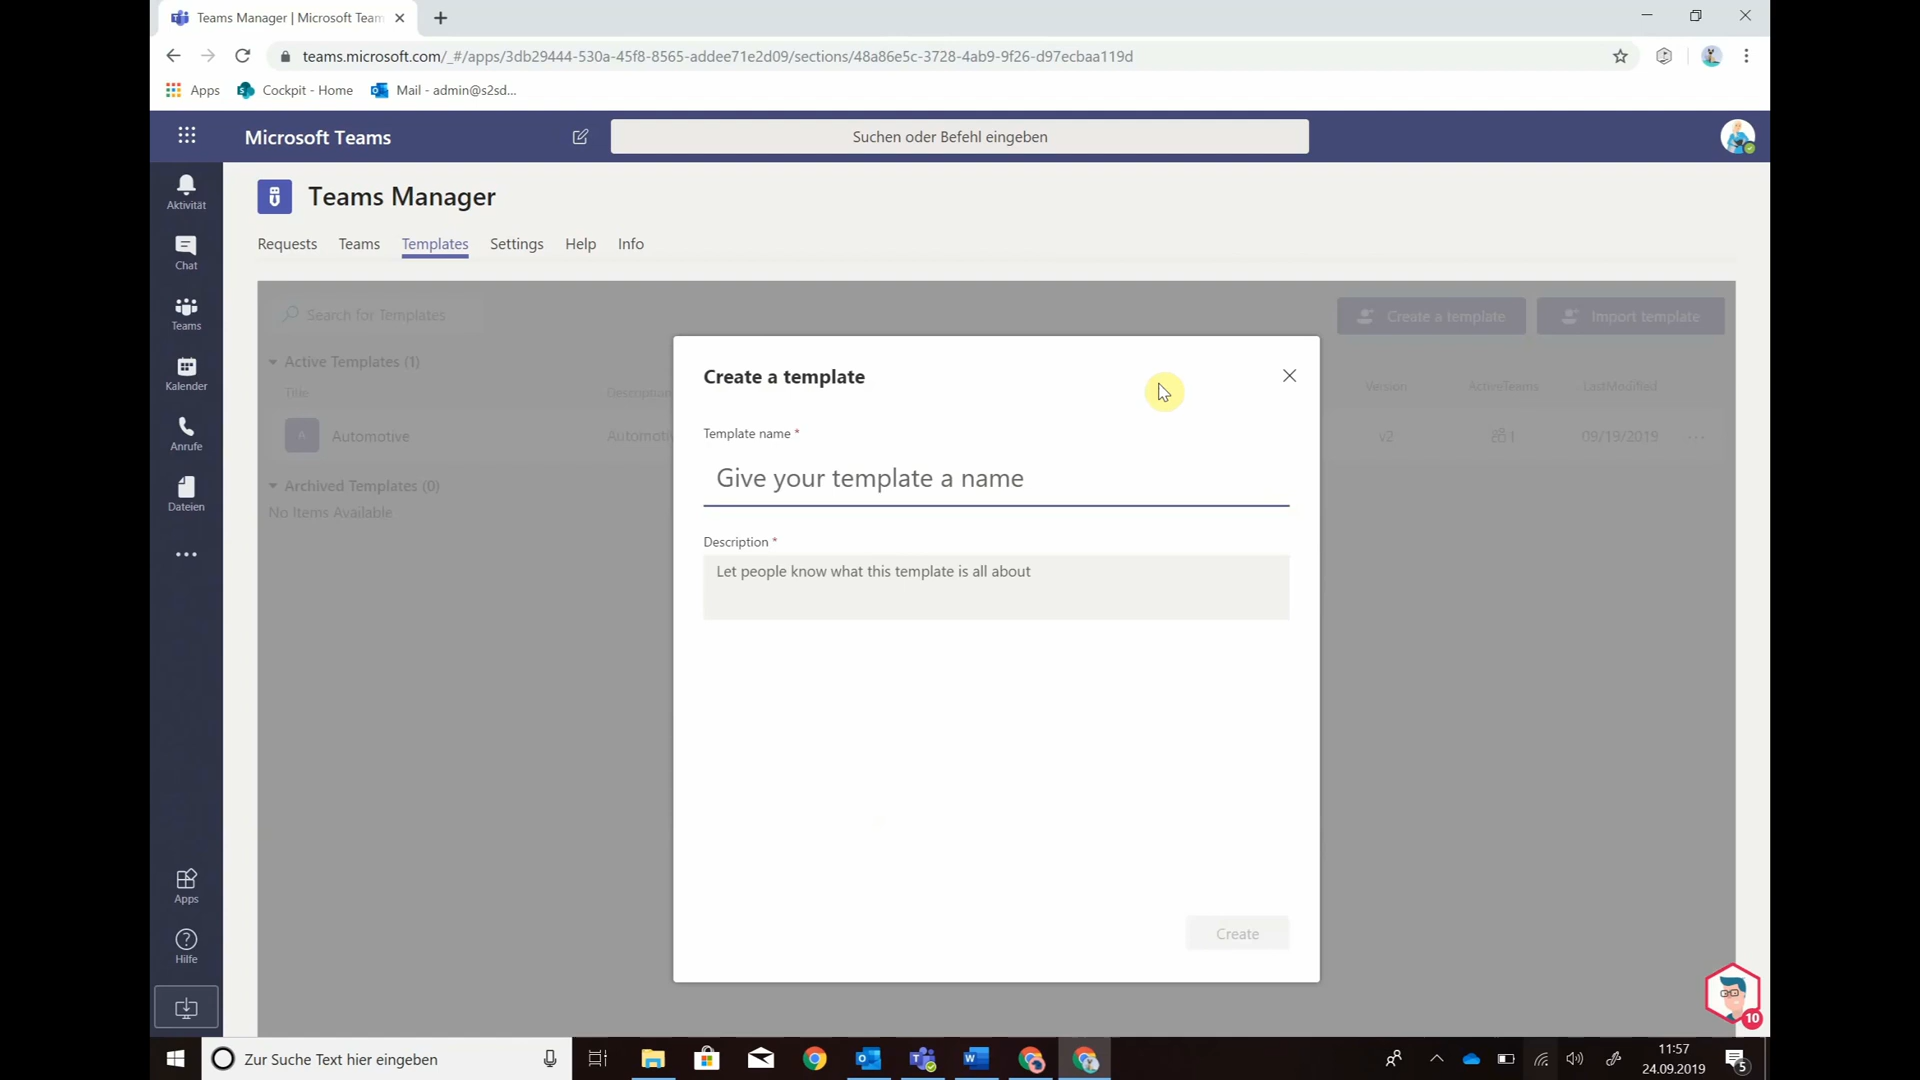 Teams Manager | Microsoft Team
teams.microsoft.com/_#/apps/3db29444-530a-45f8-8565-addee71e2d09/sections/48a86e5c-3728-4ab9-9f26-d97ecbaa119d
Apps Cockpit - Home Mail - admin@s2sd...
Microsoft Teams
Suchen oder Befehl eingeben
Aktivität
Chat
Teams
Kalender
Anrufe
Dateien
Apps
Hilfe
Teams Manager
Requests Teams Templates Settings Help Info
Search for Templates
Create a template Import template
Active Templates (1)
Title Description Version ActiveTeams LastModified
A Automotive Automoti v2 1 09/19/2019 ...
Archived Templates (0)
No Items Available
Create a template
Template name *
Give your template a name
Description *
Let people know what this template is all about
Create
10
Zur Suche Text hier eingeben
11:57
24.09.2019
5